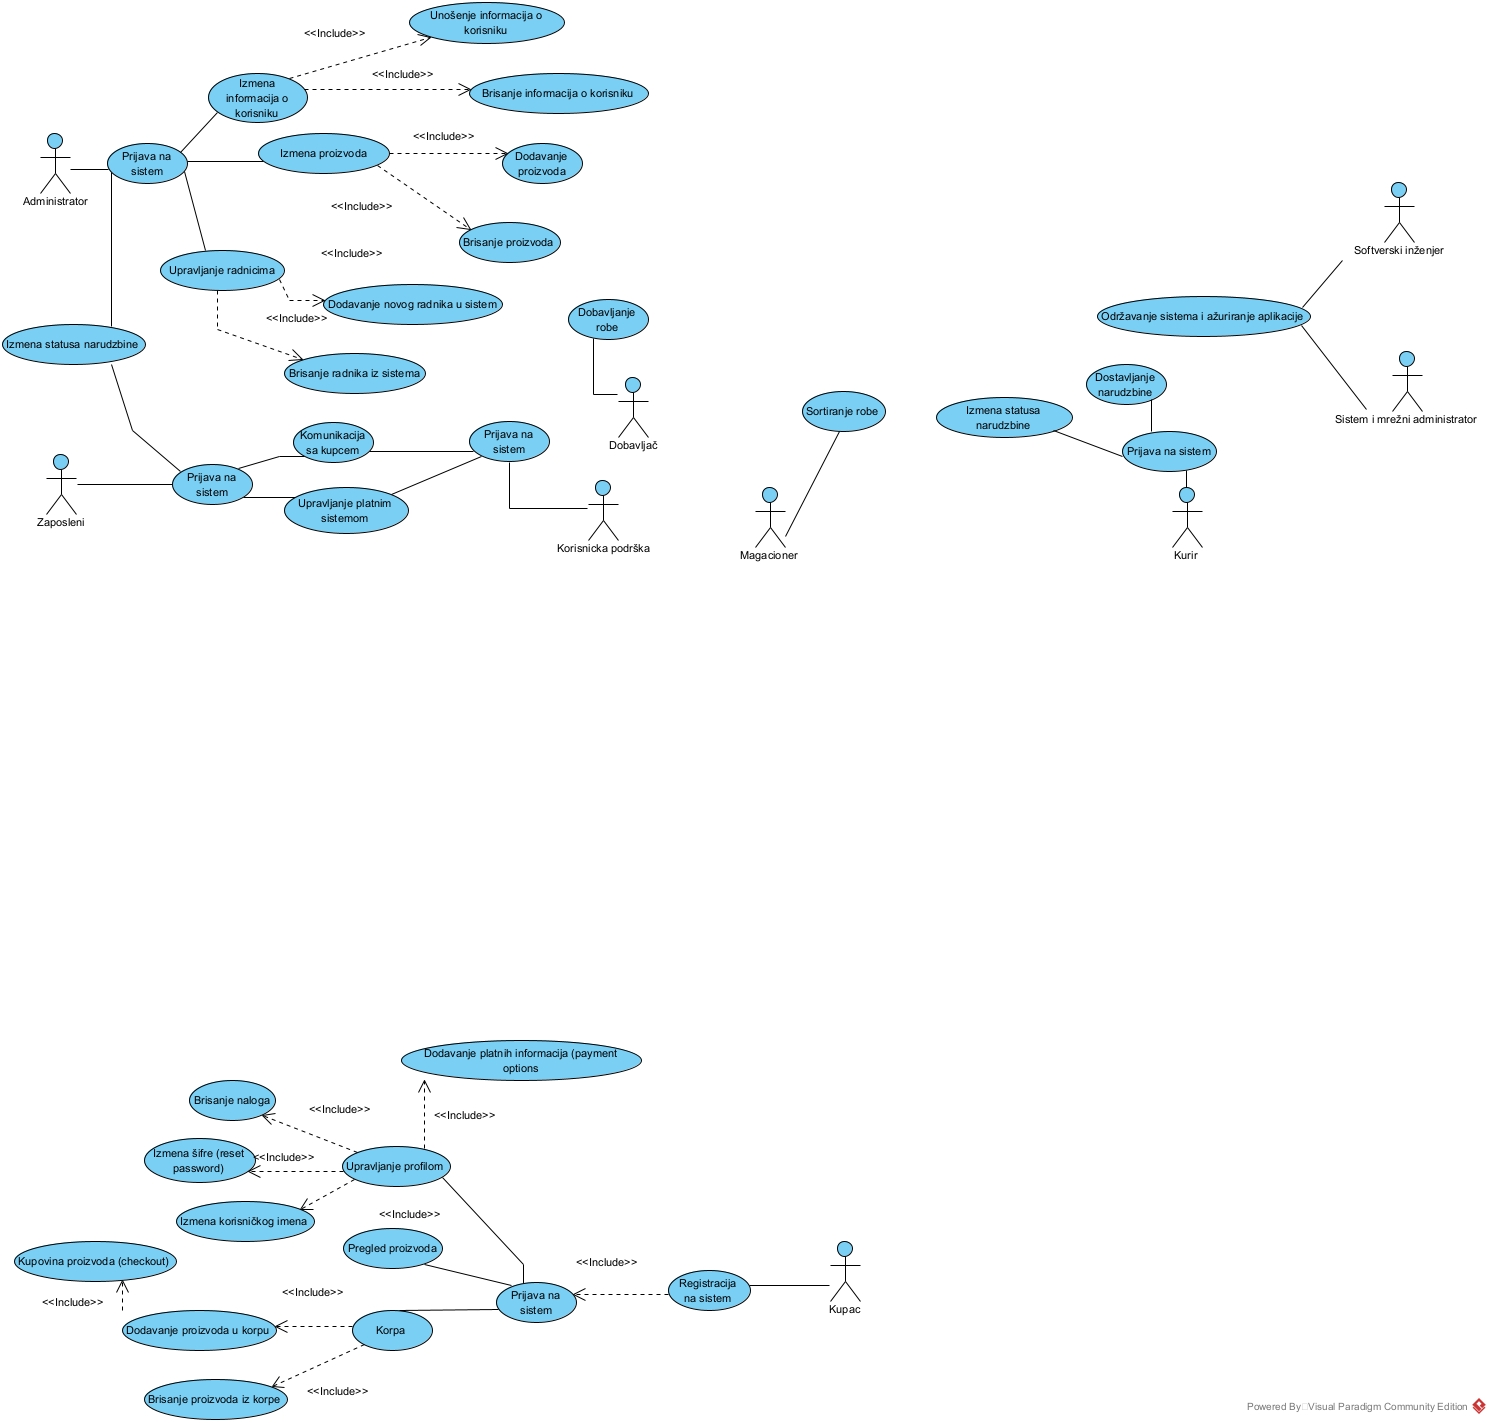 Unošenje informacija o
korisniku
<<Include>>
<<Include>>
Izmena
informacija o
korisniku
Brisanje informacija o korisniku
<<Include>>
Prijava na
sistem
Izmena proizvoda
Dodavanje
proizvoda
Administrator
<<Include>>
Brisanje proizvoda
<<Include>>
Upravljanje radnicima
Dodavanje novog radnika u sistem
<<Include>>
Izmena statusa narudzbine
Brisanje radnika iz sistema
Dobavljanje
robe
Dobavljač
Komunikacija
sa kupcem
Prijava na
sistem
Prijava na
sistem
Upravljanje platnim
sistemom
Zaposleni
Korisnicka podrška
Sortiranje robe
Magacioner
Izmena statusa
narudzbine
Dostavljanje
narudzbine
Prijava na sistem
Kurir
Softverski inženjer
Održavanje sistema i ažuriranje aplikacije
Sistem i mrežni administrator
Dodavanje platnih informacija (payment
options
Brisanje naloga
<<Include>>
<<Include>>
Izmena šifre (reset
password)
<<Include>>
Upravljanje profilom
Izmena korisničkog imena
<<Include>>
Pregled proizvoda
Kupovina proizvoda (checkout)
<<Include>>
<<Include>>
<<Include>>
Registracija
na sistem
Prijava na
sistem
Kupac
Dodavanje proizvoda u korpu
Korpa
Brisanje proizvoda iz korpe
<<Include>>
Powered By Visual Paradigm Community Edition